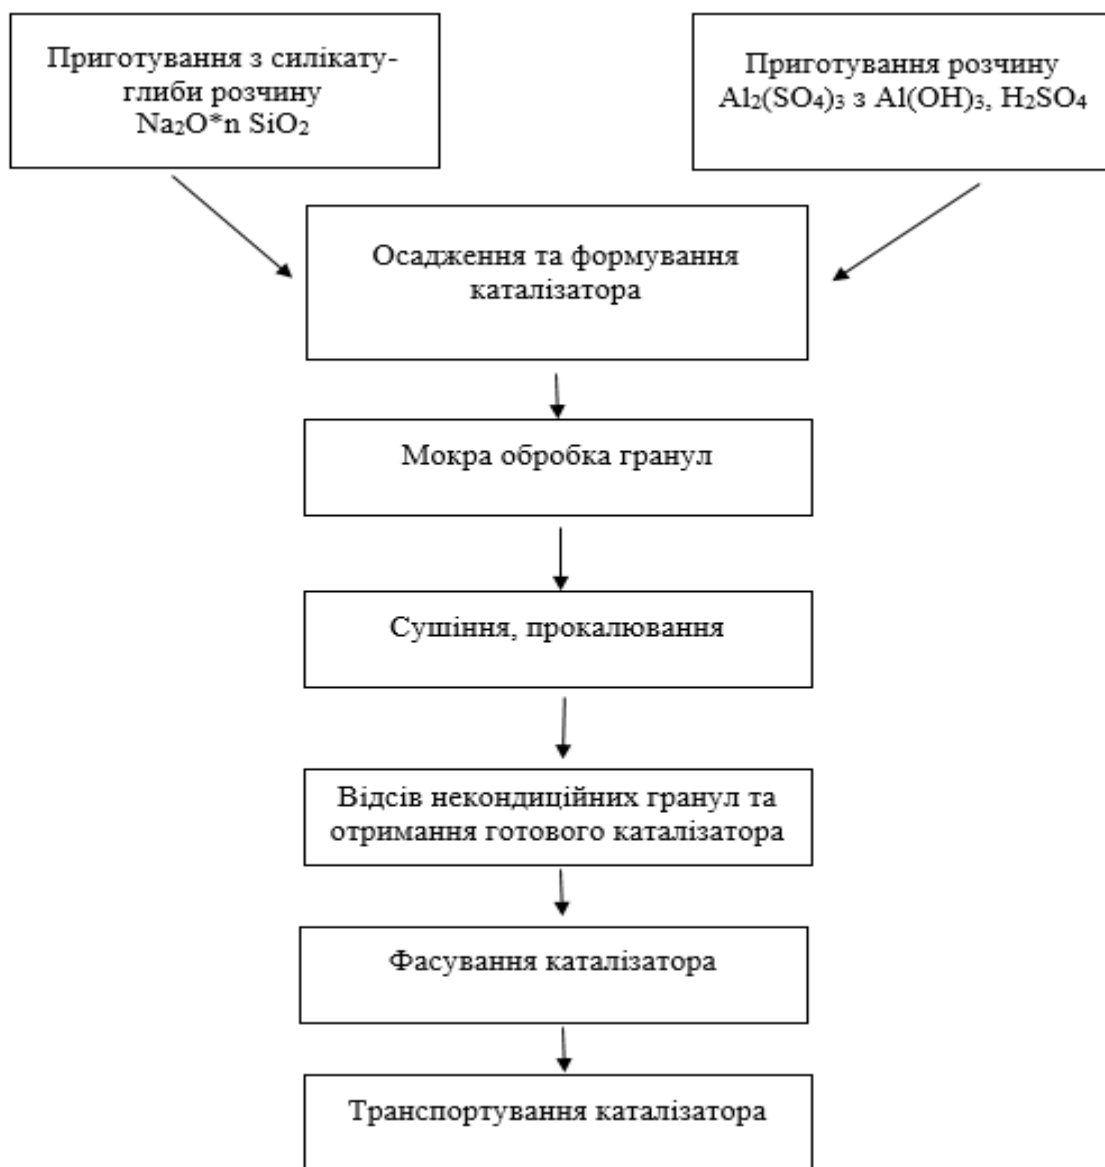 Приготування з силікату-
глиби розчину
Na₂O*n SiO₂
Приготування розчину
Al₂(SO₄)₃ з Al(OH)₃, H₂SO₄
Осадження та формування
каталізатора
Мокра обробка гранул
Сушіння, прокалювання
Відсів некондиційних гранул та
отримання готового каталізатора
Фасування каталізатора
Транспортування каталізатора